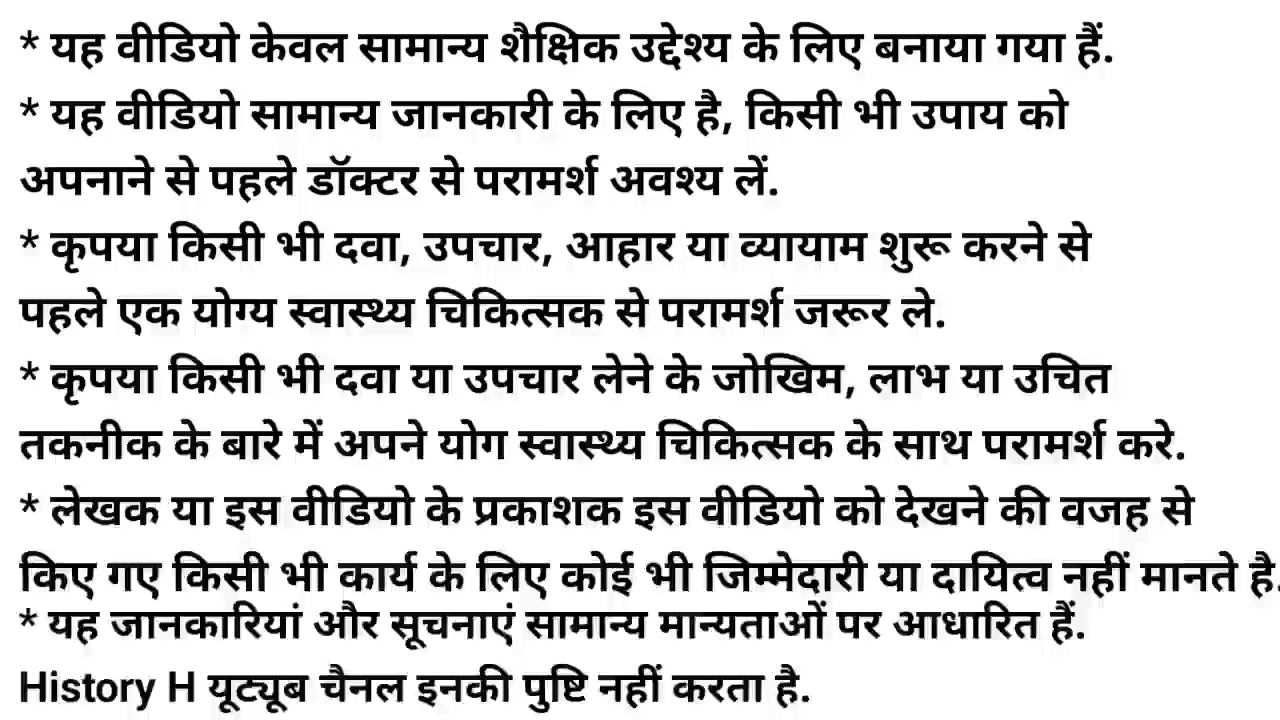 * यह वीडियो केवल सामान्य शैक्षिक उद्देश्य के लिए बनाया गया हैं.
* यह वीडियो सामान्य जानकारी के लिए है, किसी भी उपाय को
अपनाने से पहले डॉक्टर से परामर्श अवश्य लें.
* कृपया किसी भी दवा, उपचार, आहार या व्यायाम शुरू करने से
पहले एक योग्य स्वास्थ्य चिकित्सक से परामर्श जरूर ले.
* कृपया किसी भी दवा या उपचार लेने के जोखिम, लाभ या उचित
तकनीक के बारे में अपने योग स्वास्थ्य चिकित्सक के साथ परामर्श करे.
* लेखक या इस वीडियो के प्रकाशक इस वीडियो को देखने की वजह से
किए गए किसी भी कार्य के लिए कोई भी जिम्मेदारी या दायित्व नहीं मानते है.
* यह जानकारियां और सूचनाएं सामान्य मान्यताओं पर आधारित हैं.
History H यूट्यूब चैनल इनकी पुष्टि नहीं करता है.